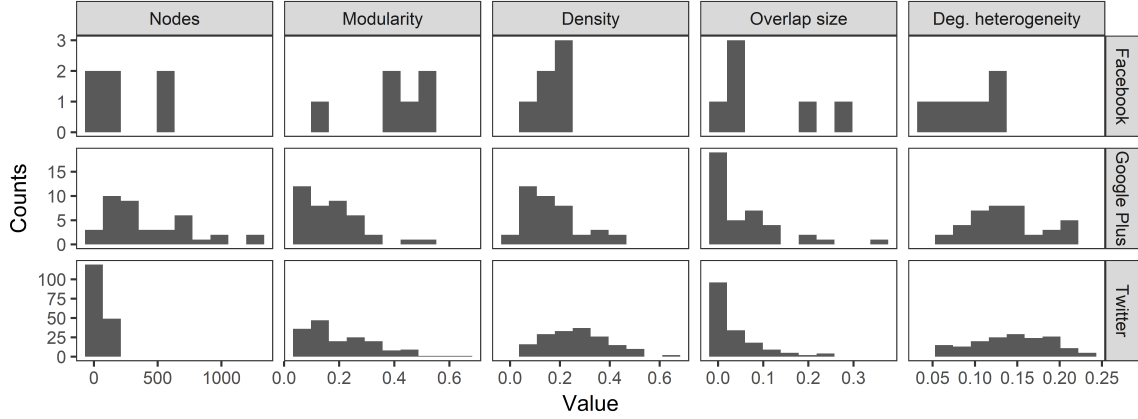 Nodes Modularity Density Overlap size Deg. heterogeneity
3
2
1
0
Facebook
15
10
5
0
Google Plus
100
75
50
25
0
Twitter
0 500 1000 0.0 0.2 0.4 0.6 0.0 0.2 0.4 0.6 0.0 0.1 0.2 0.3 0.05 0.10 0.15 0.20 0.25
Counts
Value